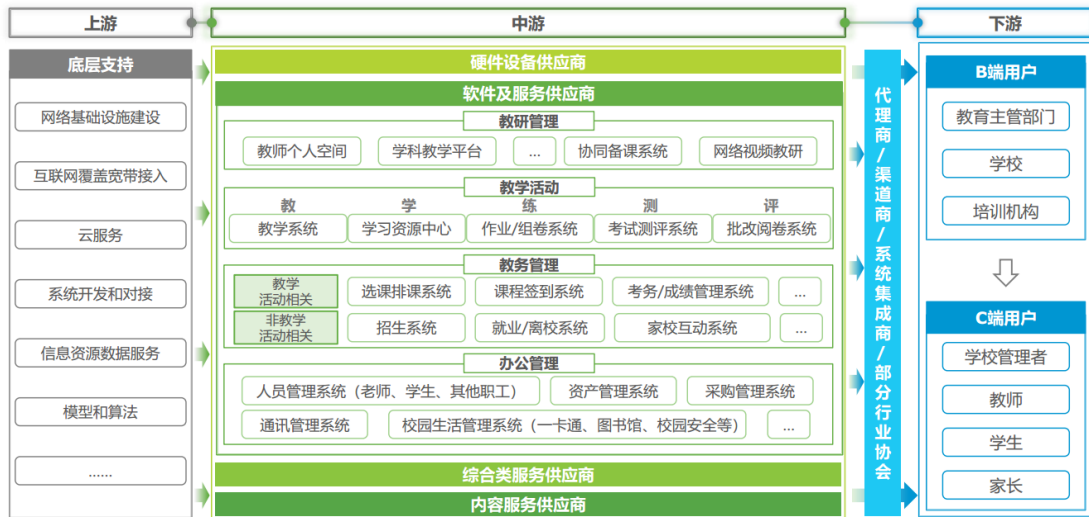 上游
中游
下游
底层支持
网络基础设施建设
互联网覆盖宽带接入
云服务
系统开发和对接
信息资源数据服务
模型和算法
……
硬件设备供应商
软件及服务供应商
教研管理
教师个人空间
学科教学平台
...
协同备课系统
网络视频教研
教学活动
教 学 练 测 评
教学系统
学习资源中心
作业/组卷系统
考试测评系统
批改阅卷系统
教务管理
教学
活动相关
选课排课系统
课程签到系统
考务/成绩管理系统
...
非教学
活动相关
招生系统
就业/离校系统
家校互动系统
...
办公管理
人员管理系统（老师、学生、其他职工）
资产管理系统
采购管理系统
通讯管理系统
校园生活管理系统（一卡通、图书馆、校园安全等）
...
综合类服务供应商
内容服务供应商
代理商/渠道商/系统集成商/部分行业协会
B端用户
教育主管部门
学校
培训机构
C端用户
学校管理者
教师
学生
家长